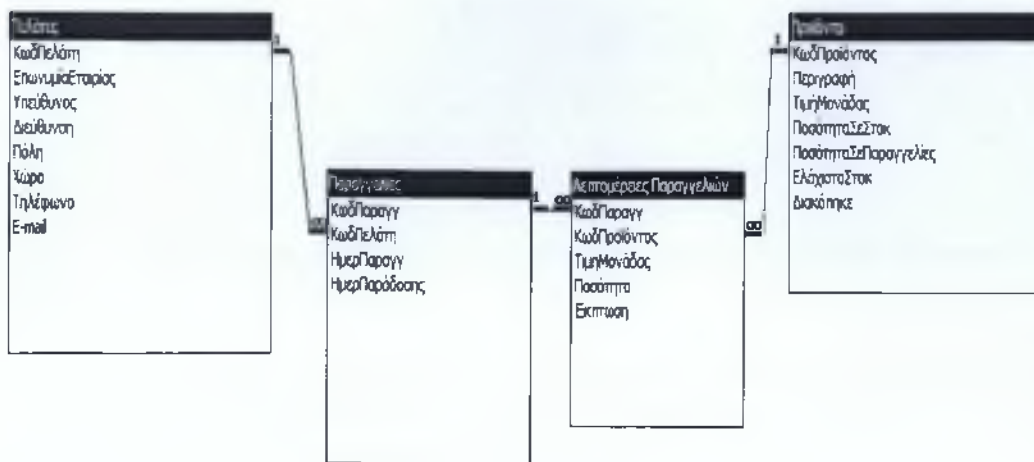 Πελάτες
ΚωδΠελάτη
ΕπωνυμίαΕταιρίας
Υπεύθυνος
Διεύθυνση
Πόλη
Χώρα
Τηλέφωνο
E-mail
1
∞
Παραγγελίες
ΚωδΠαραγγ
ΚωδΠελάτη
ΗμερΠαραγγ
ΗμερΠαράδοσης
1
∞
Λεπτομέρειες Παραγγελιών
ΚωδΠαραγγ
ΚωδΠροϊόντος
ΤιμήΜονάδας
Ποσότητα
Έκπτωση
∞
1
Προϊόντα
ΚωδΠροϊόντος
Περιγραφή
ΤιμήΜονάδας
ΠοσότηταΣεΣτοκ
ΠοσότηταΣεΠαραγγελίες
ΕλάχιστοΣτοκ
Διακόπηκε